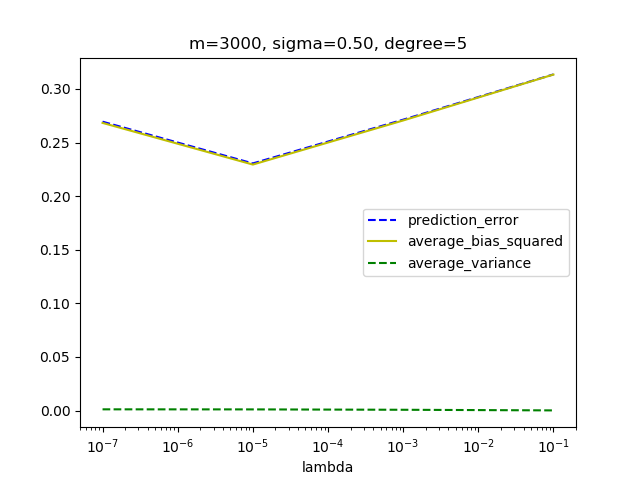 m=3000, sigma=0.50, degree=5
0.30
0.25
0.20
0.15
0.10
0.05
0.00
prediction_error
average_bias_squared
average_variance
10⁻⁷ 10⁻⁶ 10⁻⁵ 10⁻⁴ 10⁻³ 10⁻² 10⁻¹
lambda